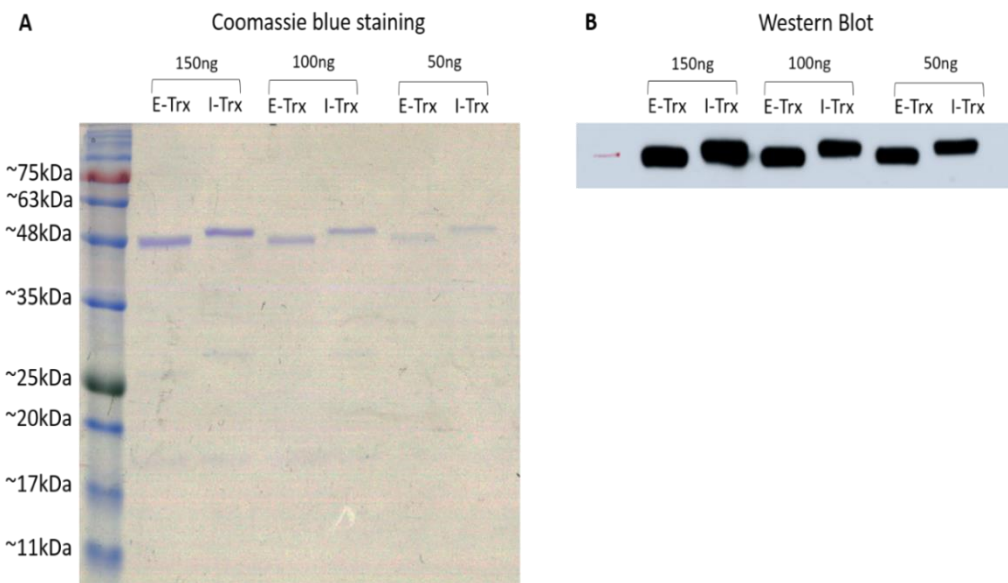 A
Coomassie blue staining
150ng
100ng
50ng
E-Trx I-Trx E-Trx I-Trx E-Trx I-Trx
~75kDa
~63kDa
~48kDa
~35kDa
~25kDa
~20kDa
~17kDa
~11kDa
B
Western Blot
150ng
100ng
50ng
E-Trx I-Trx E-Trx I-Trx E-Trx I-Trx